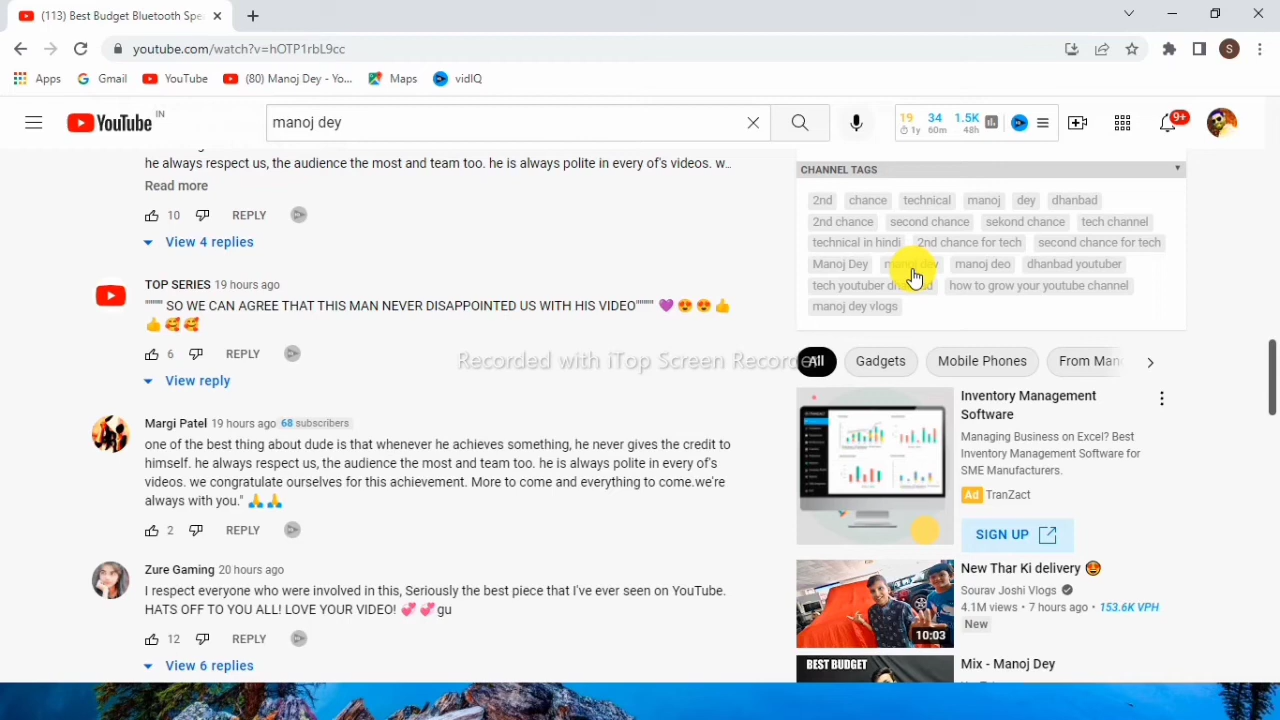 (113) Best Budget Bluetooth Spe
youtube.com/watch?v=hOTP1rbL9cc
S
Apps
Gmail
YouTube
(80) Manoj Dey - Yo...
Maps
vidIQ
YouTube IN
manoj dey
19 34 1.5K
1y 60m 48h
9+
he always respect us, the audience the most and team too. he is always polite in every of's videos. w...
Read more
10 REPLY
View 4 replies
TOP SERIES 19 hours ago
""""" SO WE CAN AGREE THAT THIS MAN NEVER DISAPPOINTED US WITH HIS VIDEO""""" 💜 😍 😍 👍
👍 🥰 🥰
6 REPLY
View reply
Margi Patel 19 hours ago 68 subscribers
one of the best thing about dude is that whenever he achieves something, he never gives the credit to
himself. he always respect us, the audience the most and team too. he is always polite in every of's
videos. we congratulate ourselves for this achievement. More to come and everything to come.we're
always with you." 🙏🙏
2 REPLY
Zure Gaming 20 hours ago
I respect everyone who were involved in this, Seriously the best piece that I've ever seen on YouTube.
HATS OFF TO YOU ALL! LOVE YOUR VIDEO! 💞 💞gu
12 REPLY
View 6 replies
Recorded with iTop Screen Recorder
CHANNEL TAGS
2nd chance technical manoj dey dhanbad
2nd chance second chance sekond chance tech channel
technical in hindi 2nd chance for tech second chance for tech
Manoj Dey dey manoj deo dhanbad youtuber
tech youtuber how to grow your youtube channel
manoj dey vlogs
All Gadgets Mobile Phones From Mano
Inventory Management
Software
Managing Business on Excel? Best
Inventory Management Software for
SME Manufacturers.
Ad TranZact
SIGN UP
New Thar Ki delivery 🤩
Sourav Joshi Vlogs
4.1M views • 7 hours ago • 153.6K VPH
New
10:03
BEST BUDGET
Mix - Manoj Dey